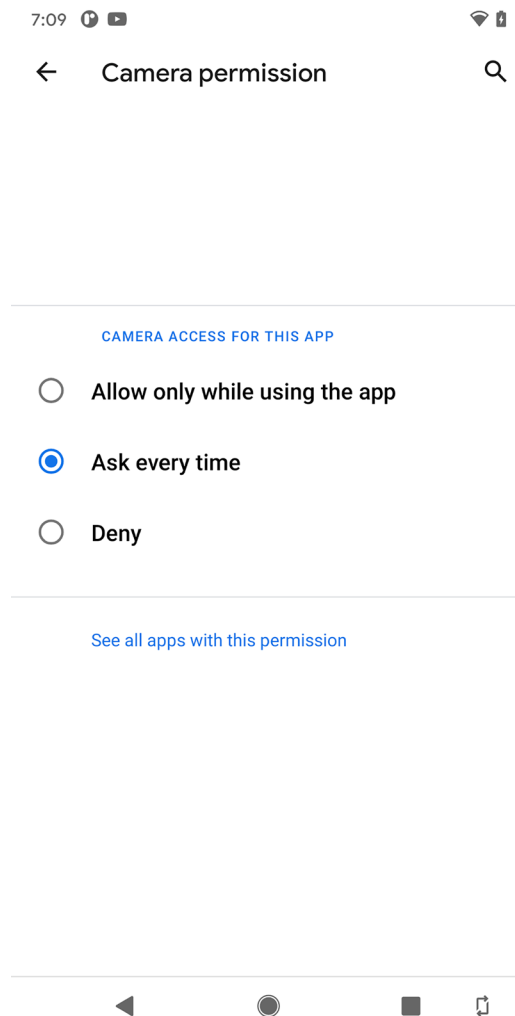 7:09
Camera permission
CAMERA ACCESS FOR THIS APP
Allow only while using the app
Ask every time
Deny
See all apps with this permission